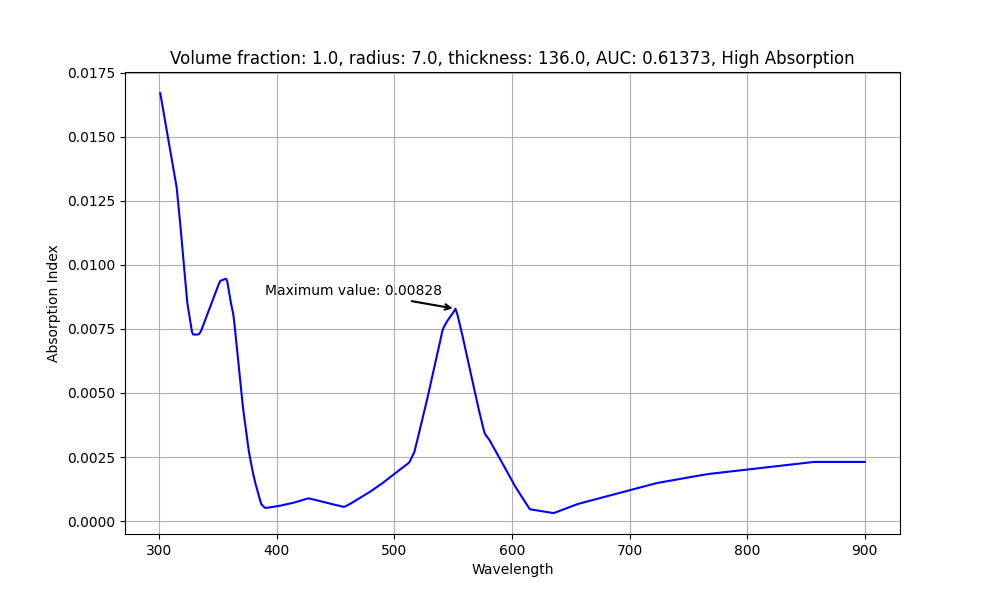 Volume fraction: 1.0, radius: 7.0, thickness: 136.0, AUC: 0.61373, High Absorption
0.0175
0.0150
0.0125
0.0100
0.0075
0.0050
0.0025
0.0000
Absorption Index
Maximum value: 0.00828
300 400 500 600 700 800 900
Wavelength